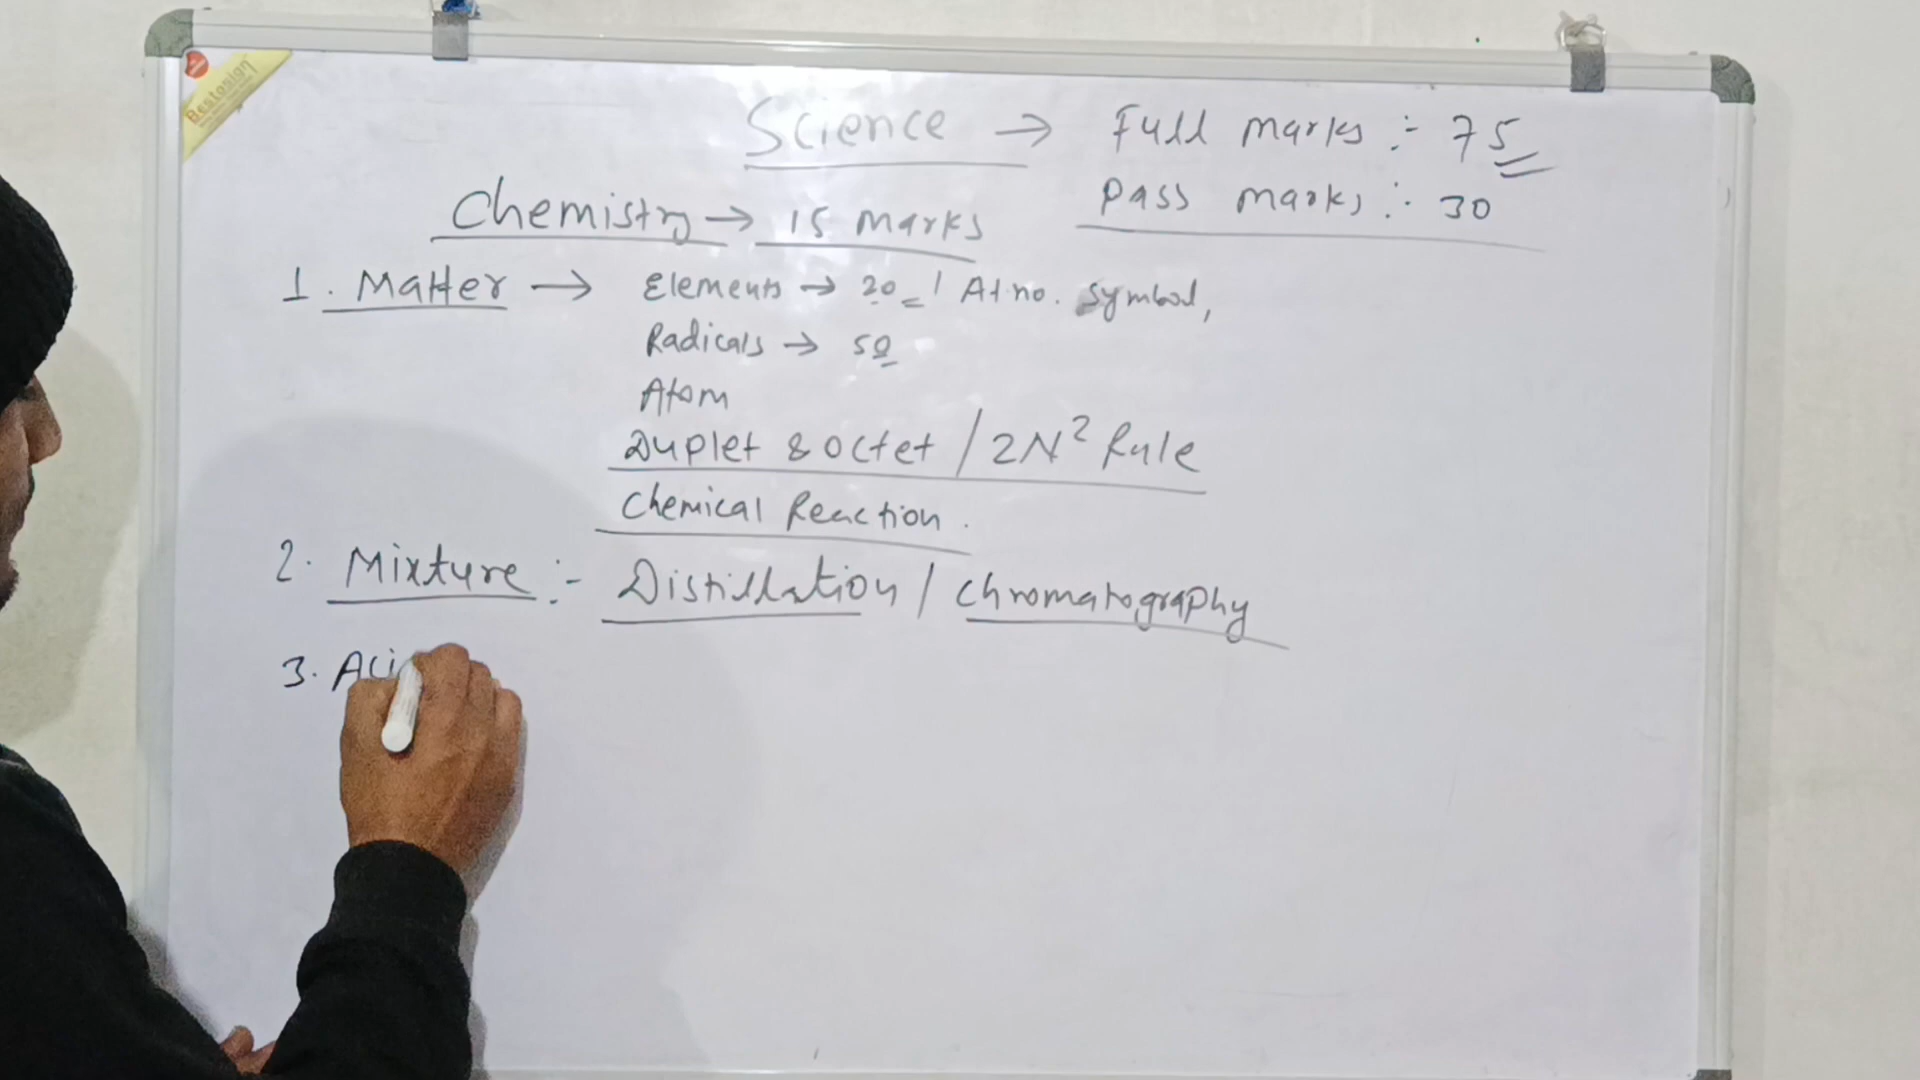 Bestosign
Science → Full marks :- 75
Pass marks :- 30
Chemistry → 15 marks
1. Matter → Elements → 20 / At.no. Symbol,
Radicals → 50
Atom
Duplet & Octet / 2N² Rule
Chemical Reaction.
2. Mixture :- Distillation / Chromatography
3. Aci